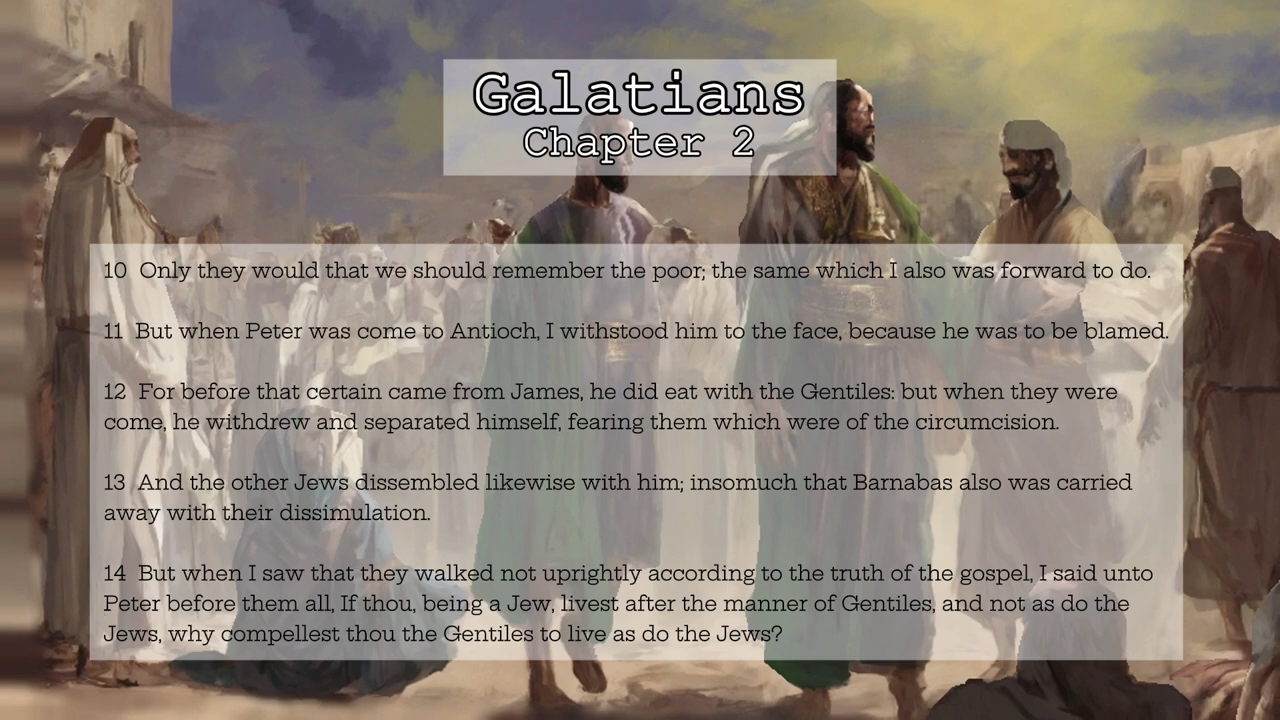 Galatians
Chapter 2
10 Only they would that we should remember the poor; the same which I also was forward to do.
11 But when Peter was come to Antioch, I withstood him to the face, because he was to be blamed.
12 For before that certain came from James, he did eat with the Gentiles: but when they were
come, he withdrew and separated himself, fearing them which were of the circumcision.
13 And the other Jews dissembled likewise with him; insomuch that Barnabas also was carried
away with their dissimulation.
14 But when I saw that they walked not uprightly according to the truth of the gospel, I said unto
Peter before them all, If thou, being a Jew, livest after the manner of Gentiles, and not as do the
Jews, why compellest thou the Gentiles to live as do the Jews?